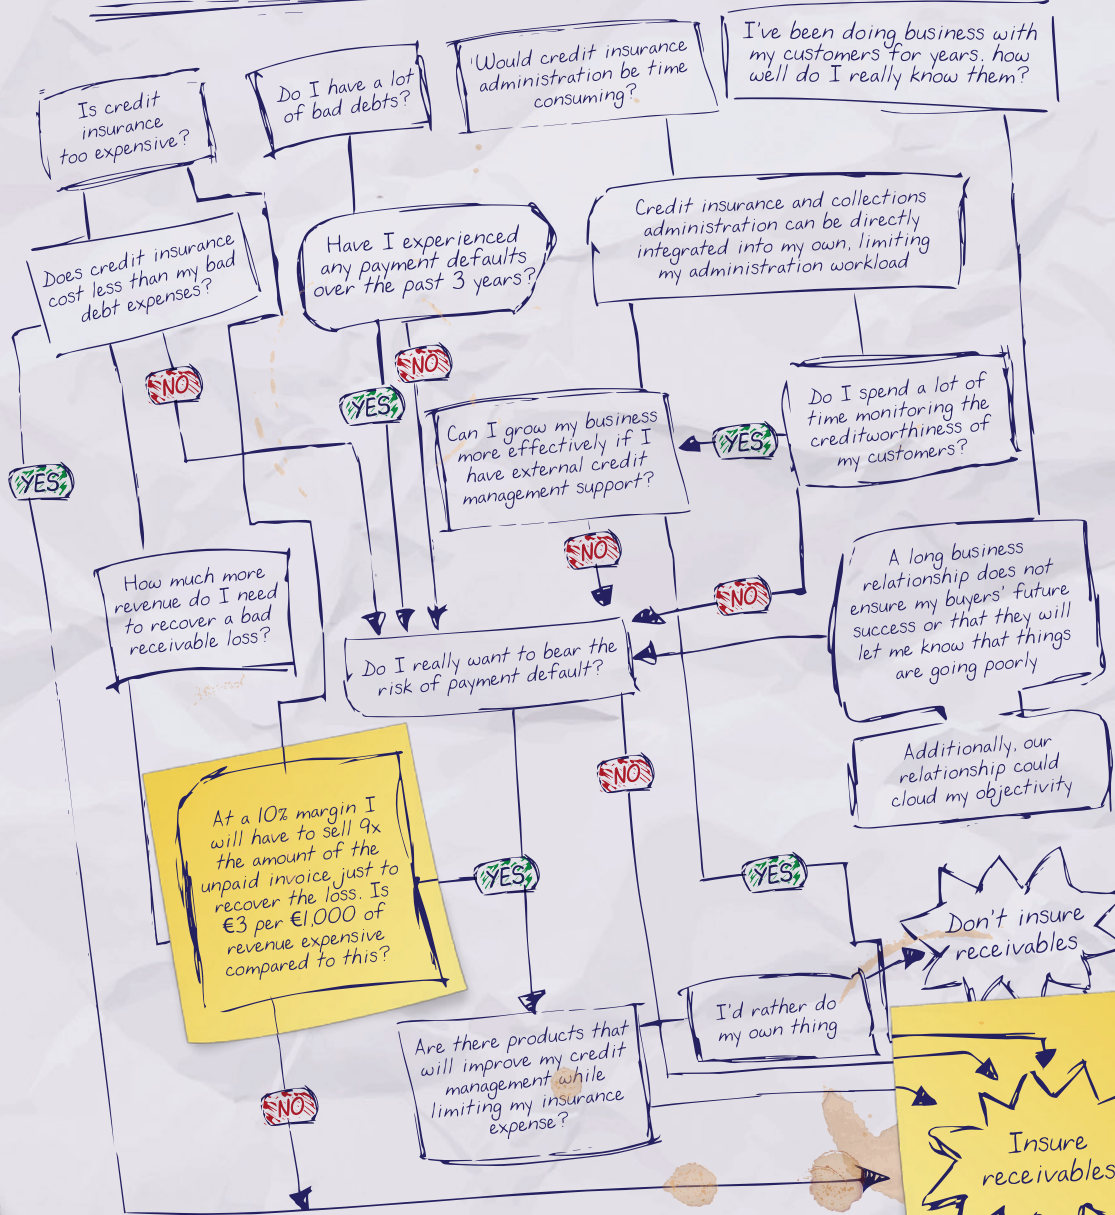 Is credit
insurance
too expensive?
Do I have a lot
of bad debts?
Would credit insurance
administration be time
consuming?
I've been doing business with
my customers for years, how
well do I really know them?
Does credit insurance
cost less than my bad
debt expenses?
Have I experienced
any payment defaults
over the past 3 years?
Credit insurance and collections
administration can be directly
integrated into my own, limiting
my administration workload
NO
NO
YES
YES
Can I grow my business
more effectively if I
have external credit
management support?
YES
Do I spend a lot of
time monitoring the
creditworthiness of
my customers?
NO
NO
How much more
revenue do I need
to recover a bad
receivable loss?
Do I really want to bear the
risk of payment default?
A long business
relationship does not
ensure my buyers' future
success or that they will
let me know that things
are going poorly
Additionally, our
relationship could
cloud my objectivity
NO
At a 10% margin I
will have to sell 9x
the amount of the
unpaid invoice just to
recover the loss. Is
€3 per €1,000 of
revenue expensive
compared to this?
YES
YES
Don't insure
receivables
I'd rather do
my own thing
Are there products that
will improve my credit
management while
limiting my insurance
expense?
NO
Insure
receivables